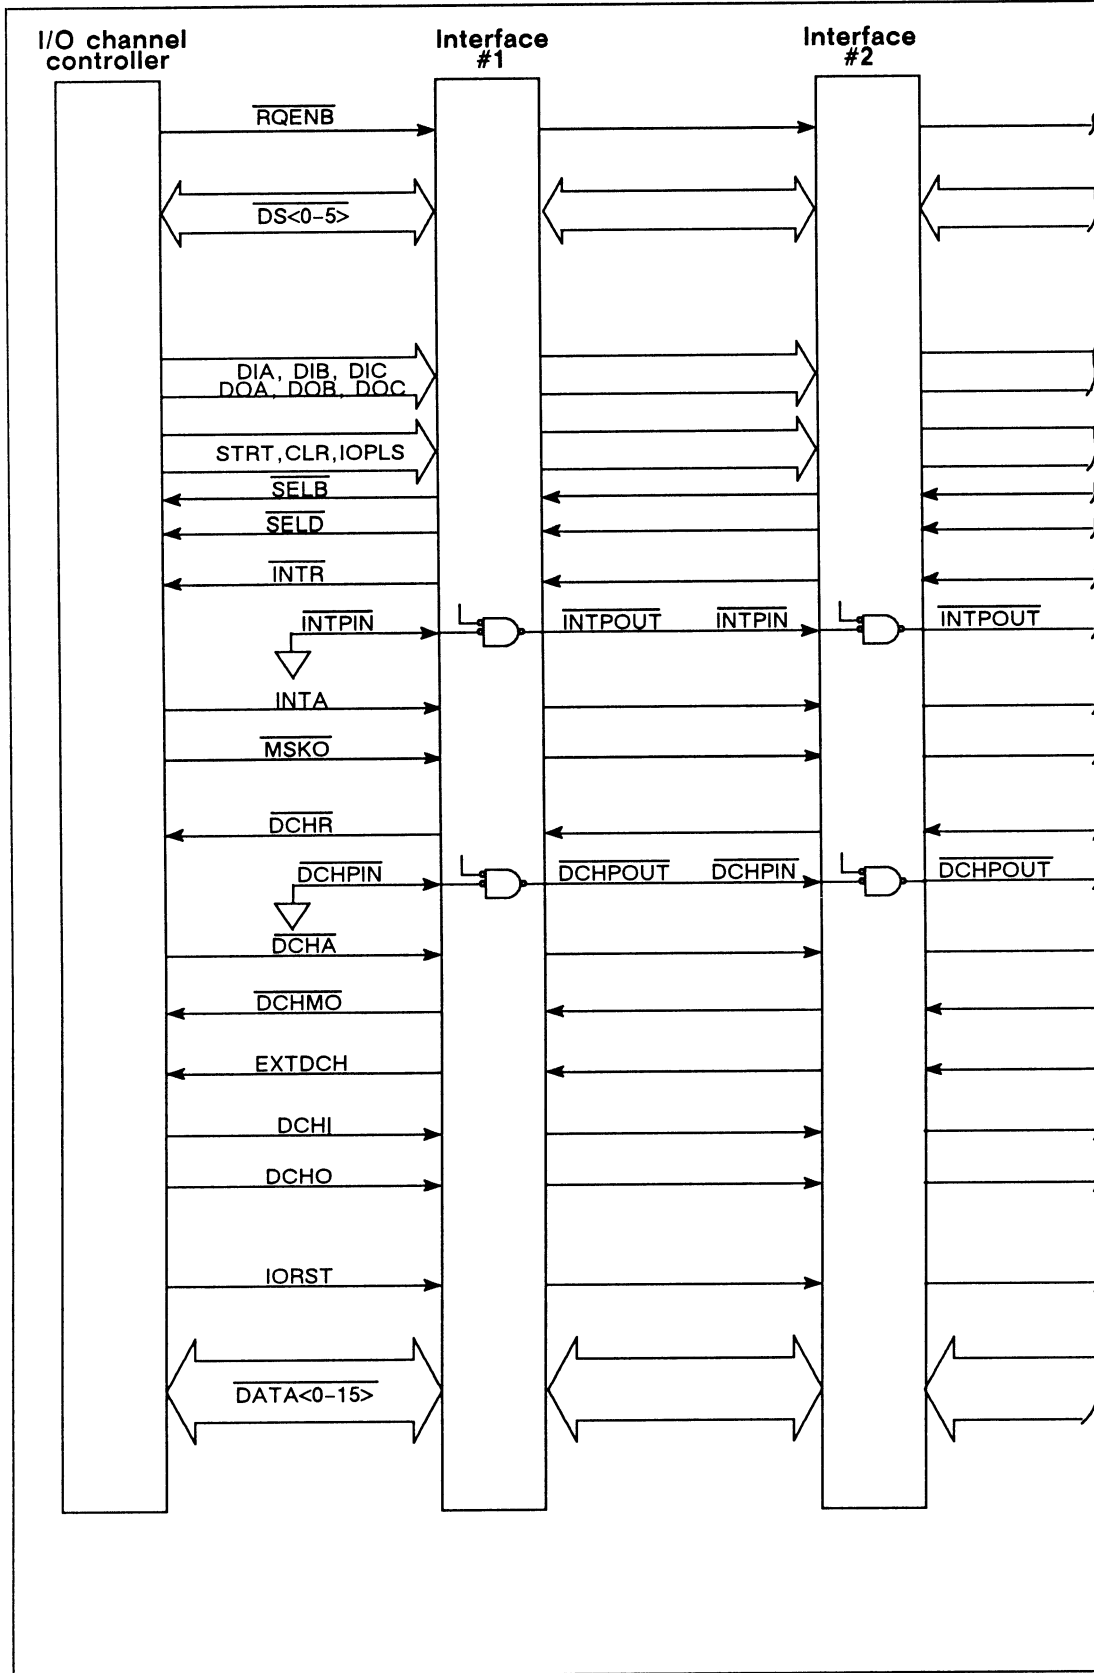 I/O channel
controller
Interface
#1
Interface
#2
RQENB
DS<0-5>
DIA, DIB, DIC
DOA, DOB, DOC
STRT,CLR,IOPLS
SELB
SELD
INTR
INTPIN INTPOUT INTPIN INTPOUT
INTA
MSKO
DCHR
DCHPIN DCHPOUT DCHPIN DCHPOUT
DCHA
DCHMO
EXTDCH
DCHI
DCHO
IORST
DATA<0-15>